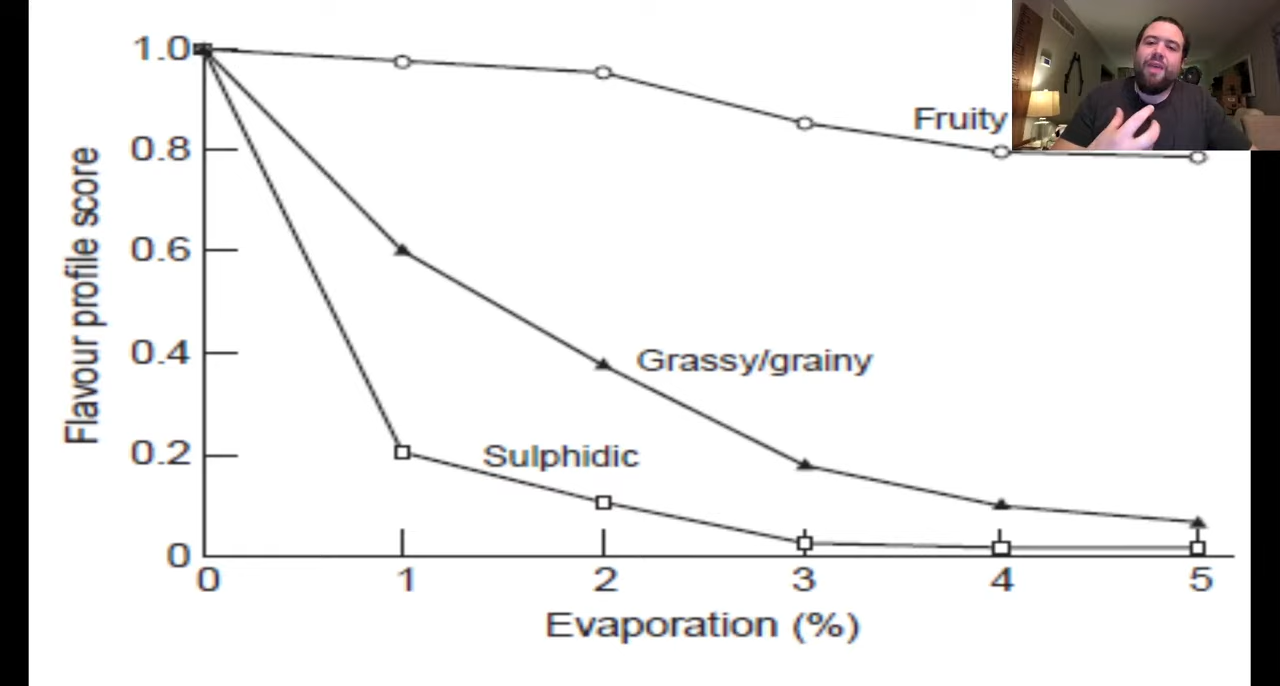 1.0
0.8
0.6
0.4
0.2
0
Flavour profile score
Fruity
Grassy/grainy
Sulphidic
0 1 2 3 4 5
Evaporation (%)